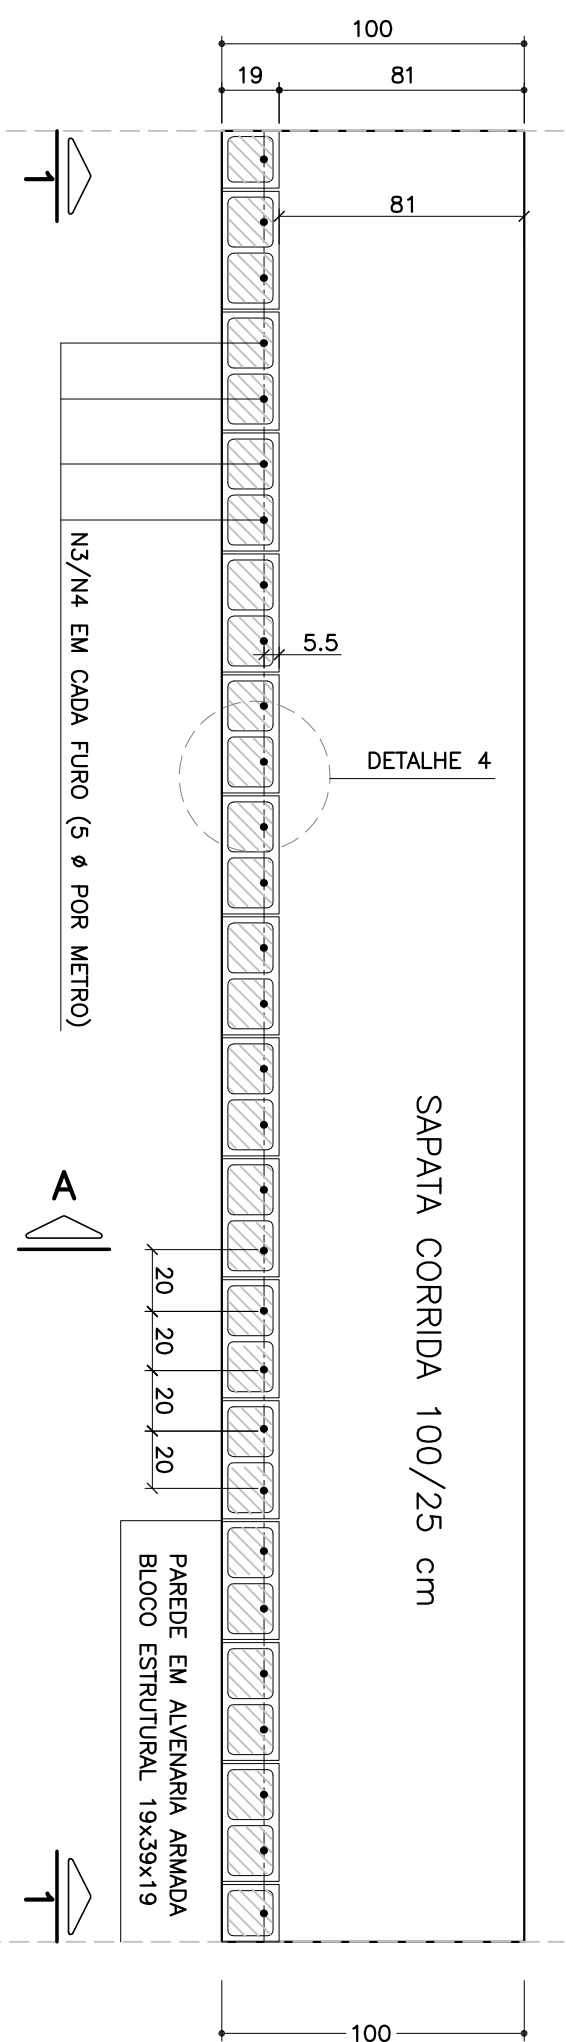 100
19
81
1
81
N3/N4 EM CADA FURO (5 ø POR METRO)
5.5
DETALHE 4
SAPATA CORRIDA 100/25 cm
A
20
20
20
20
PAREDE EM ALVENARIA ARMADA
BLOCO ESTRUTURAL 19x39x19
1
100